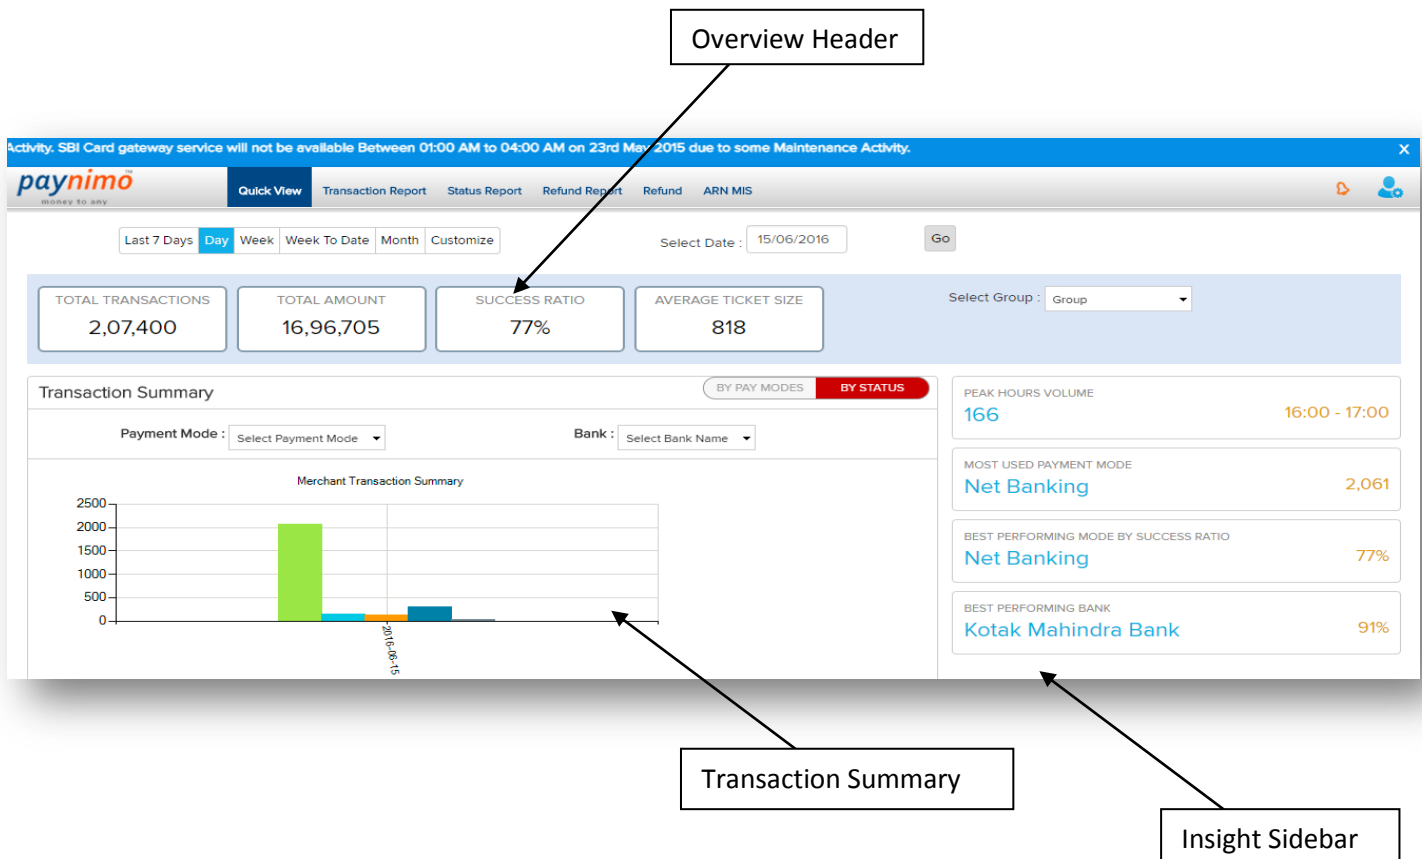 Overview Header
Activity. SBI Card gateway service will not be available Between 01:00 AM to 04:00 AM on 23rd May 2015 due to some Maintenance Activity. X
paynimo
money to any
Quick View Transaction Report Status Report Refund Report Refund ARN MIS
Last 7 Days Day Week Week To Date Month Customize Select Date : 15/06/2016 Go
TOTAL TRANSACTIONS TOTAL AMOUNT SUCCESS RATIO AVERAGE TICKET SIZE Select Group : Group
2,07,400 16,96,705 77% 818
Transaction Summary BY PAY MODES BY STATUS
Payment Mode : Select Payment Mode Bank : Select Bank Name
Merchant Transaction Summary
2500
2000
1500
1000
500
0
2016-06-15
PEAK HOURS VOLUME
166 16:00 - 17:00
MOST USED PAYMENT MODE
Net Banking 2,061
BEST PERFORMING MODE BY SUCCESS RATIO
Net Banking 77%
BEST PERFORMING BANK
Kotak Mahindra Bank 91%
Transaction Summary
Insight Sidebar